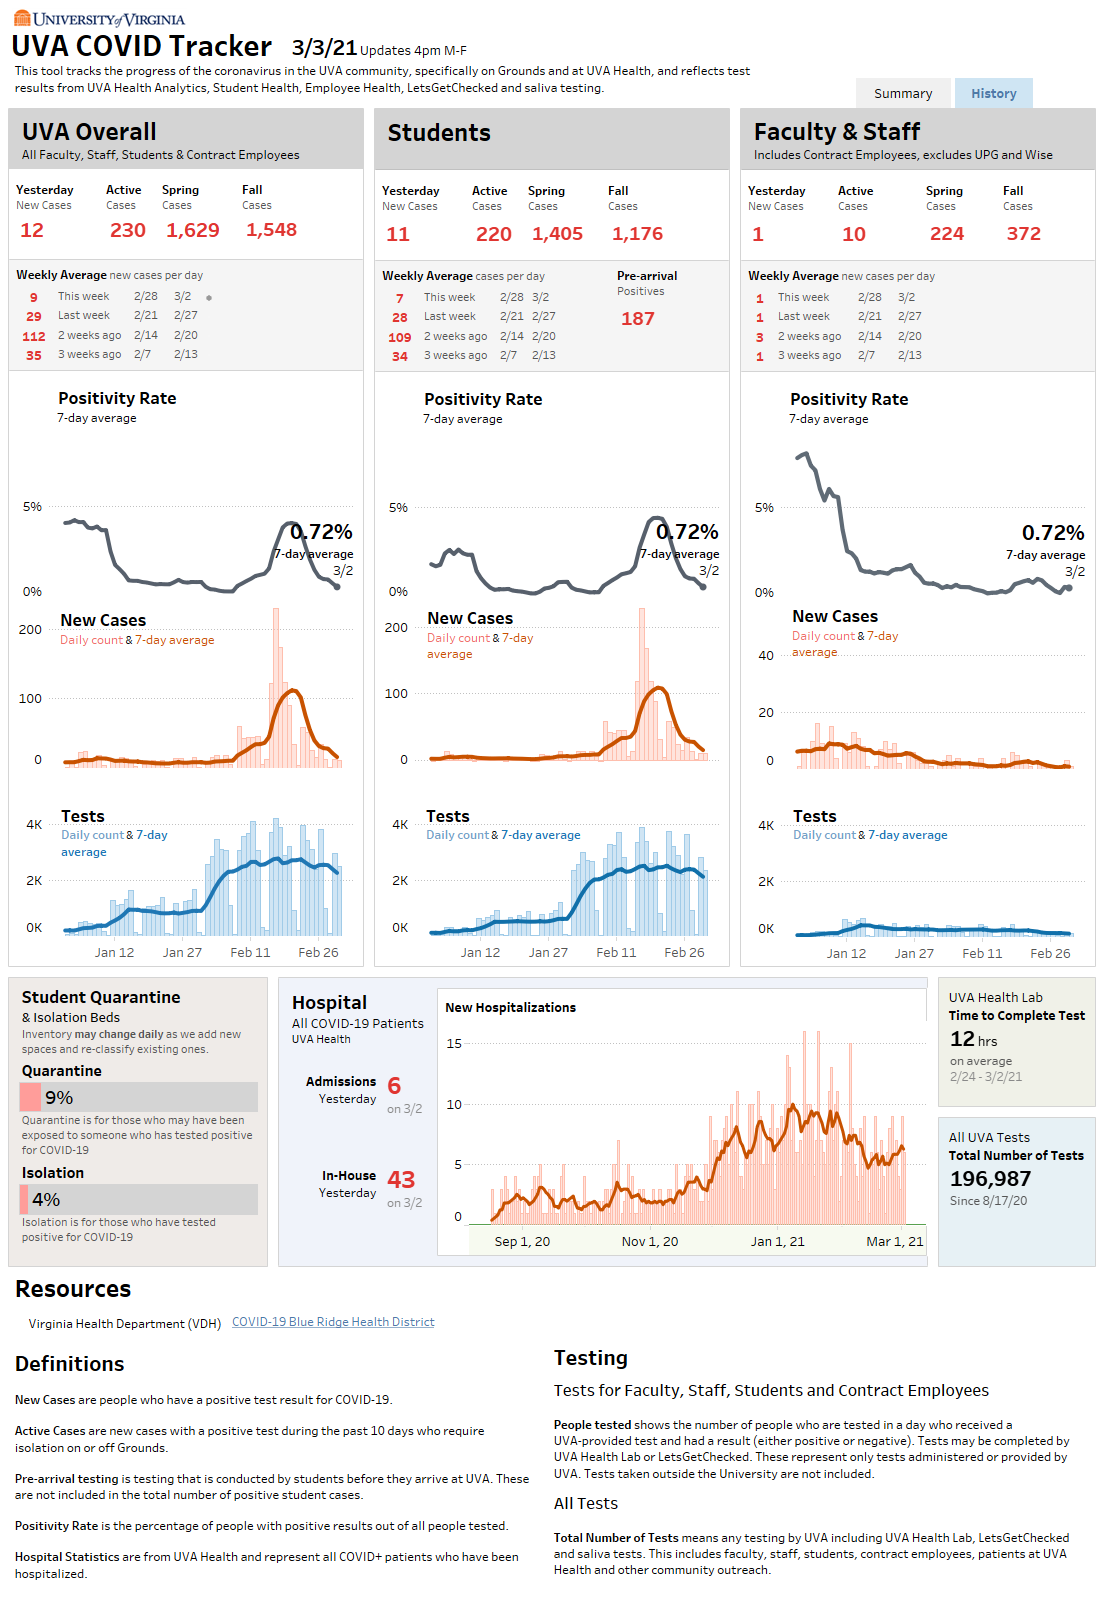 UNIVERSITY of VIRGINIA
UVA COVID Tracker 3/3/21 Updates 4pm M-F
This tool tracks the progress of the coronavirus in the UVA community, specifically on Grounds and at UVA Health, and reflects test
results from UVA Health Analytics, Student Health, Employee Health, LetsGetChecked and saliva testing.
Summary History
UVA Overall
All Faculty, Staff, Students & Contract Employees
Yesterday Active Spring Fall
New Cases Cases Cases Cases
12 230 1,629 1,548
Weekly Average new cases per day
9 This week 2/28 3/2 *
29 Last week 2/21 2/27
112 2 weeks ago 2/14 2/20
35 3 weeks ago 2/7 2/13
Positivity Rate
7-day average
5%
0.72%
7-day average
3/2
0%
New Cases
Daily count & 7-day average
200
100
0
Tests
Daily count & 7-day
average
4K
2K
0K
Jan 12 Jan 27 Feb 11 Feb 26
Students
Yesterday Active Spring Fall
New Cases Cases Cases Cases
11 220 1,405 1,176
Weekly Average cases per day
7 This week 2/28 3/2
28 Last week 2/21 2/27
109 2 weeks ago 2/14 2/20
34 3 weeks ago 2/7 2/13
Pre-arrival
Positives
187
Positivity Rate
7-day average
5%
0.72%
7-day average
3/2
0%
New Cases
Daily count & 7-day
average
200
100
0
Tests
Daily count & 7-day average
4K
2K
0K
Jan 12 Jan 27 Feb 11 Feb 26
Faculty & Staff
Includes Contract Employees, excludes UPG and Wise
Yesterday Active Spring Fall
New Cases Cases Cases Cases
1 10 224 372
Weekly Average new cases per day
1 This week 2/28 3/2
1 Last week 2/21 2/27
3 2 weeks ago 2/14 2/20
1 3 weeks ago 2/7 2/13
Positivity Rate
7-day average
5%
0.72%
7-day average
3/2
0%
New Cases
Daily count & 7-day
average
40
20
0
Tests
Daily count & 7-day average
4K
2K
0K
Jan 12 Jan 27 Feb 11 Feb 26
Student Quarantine
& Isolation Beds
Inventory may change daily as we add new
spaces and re-classify existing ones.
Quarantine
9%
Quarantine is for those who may have been
exposed to someone who has tested positive
for COVID-19
Isolation
4%
Isolation is for those who have tested
positive for COVID-19
Hospital
All COVID-19 Patients
UVA Health
Admissions 6
Yesterday on 3/2
In-House 43
Yesterday on 3/2
New Hospitalizations
15
10
5
0
Sep 1, 20 Nov 1, 20 Jan 1, 21 Mar 1, 21
UVA Health Lab
Time to Complete Test
12 hrs
on average
2/24 - 3/2/21
All UVA Tests
Total Number of Tests
196,987
Since 8/17/20
Resources
Virginia Health Department (VDH) COVID-19 Blue Ridge Health District
Definitions
New Cases are people who have a positive test result for COVID-19.
Active Cases are new cases with a positive test during the past 10 days who require
isolation on or off Grounds.
Pre-arrival testing is testing that is conducted by students before they arrive at UVA. These
are not included in the total number of positive student cases.
Positivity Rate is the percentage of people with positive results out of all people tested.
Hospital Statistics are from UVA Health and represent all COVID+ patients who have been
hospitalized.
Testing
Tests for Faculty, Staff, Students and Contract Employees
People tested shows the number of people who are tested in a day who received a
UVA-provided test and had a result (either positive or negative). Tests may be completed by
UVA Health Lab or LetsGetChecked. These represent only tests administered or provided by
UVA. Tests taken outside the University are not included.
All Tests
Total Number of Tests means any testing by UVA including UVA Health Lab, LetsGetChecked
and saliva tests. This includes faculty, staff, students, contract employees, patients at UVA
Health and other community outreach.